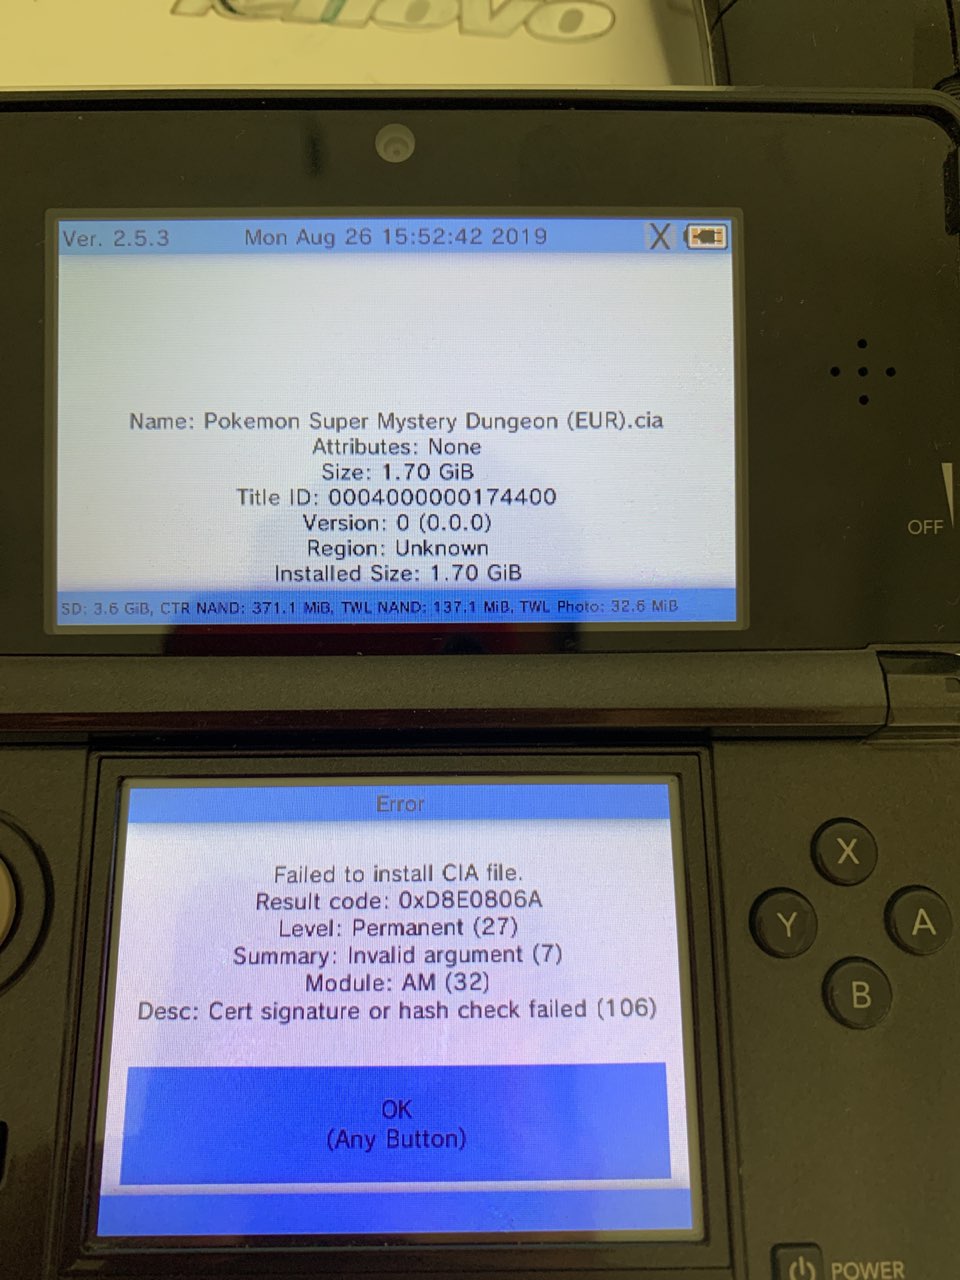 lenovo
Ver. 2.5.3 Mon Aug 26 15:52:42 2019
Name: Pokemon Super Mystery Dungeon (EUR).cia
Attributes: None
Size: 1.70 GiB
Title ID: 0004000000174400
Version: 0 (0.0.0)
Region: Unknown
Installed Size: 1.70 GiB
SD: 3.6 GiB, CTR NAND: 371.1 MiB, TWL NAND: 137.1 MiB, TWL Photo: 32.6 MiB
OFF
Error
Failed to install CIA file.
Result code: 0xD8E0806A
Level: Permanent (27)
Summary: Invalid argument (7)
Module: AM (32)
Desc: Cert signature or hash check failed (106)
OK
(Any Button)
X
Y
A
B
POWER